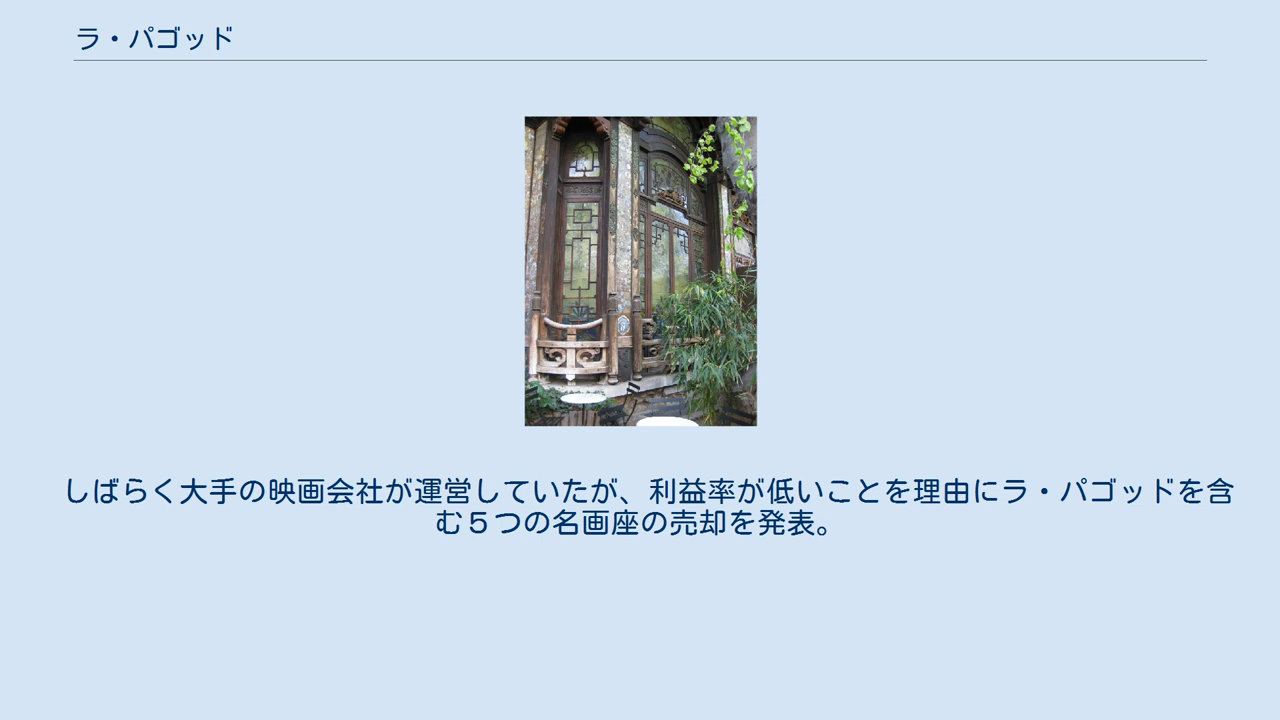 ラ・パゴッド
しばらく大手の映画会社が運営していたが、利益率が低いことを理由にラ・パゴッドを含
む５つの名画座の売却を発表。